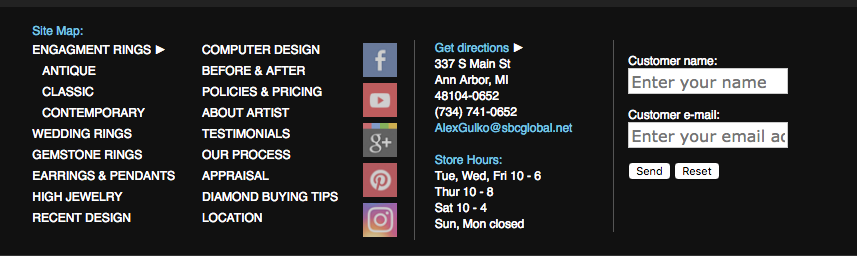 Site Map:
ENGAGMENT RINGS ►
ANTIQUE
CLASSIC
CONTEMPORARY
WEDDING RINGS
GEMSTONE RINGS
EARRINGS & PENDANTS
HIGH JEWELRY
RECENT DESIGN
COMPUTER DESIGN
BEFORE & AFTER
POLICIES & PRICING
ABOUT ARTIST
TESTIMONIALS
OUR PROCESS
APPRAISAL
DIAMOND BUYING TIPS
LOCATION
f
g+
Get directions ►
337 S Main St
Ann Arbor, MI
48104-0652
(734) 741-0652
AlexGulko@sbcglobal.net
Store Hours:
Tue, Wed, Fri 10 - 6
Thur 10 - 8
Sat 10 - 4
Sun, Mon closed
Customer name:
Enter your name
Customer e-mail:
Enter your email ad
Send Reset